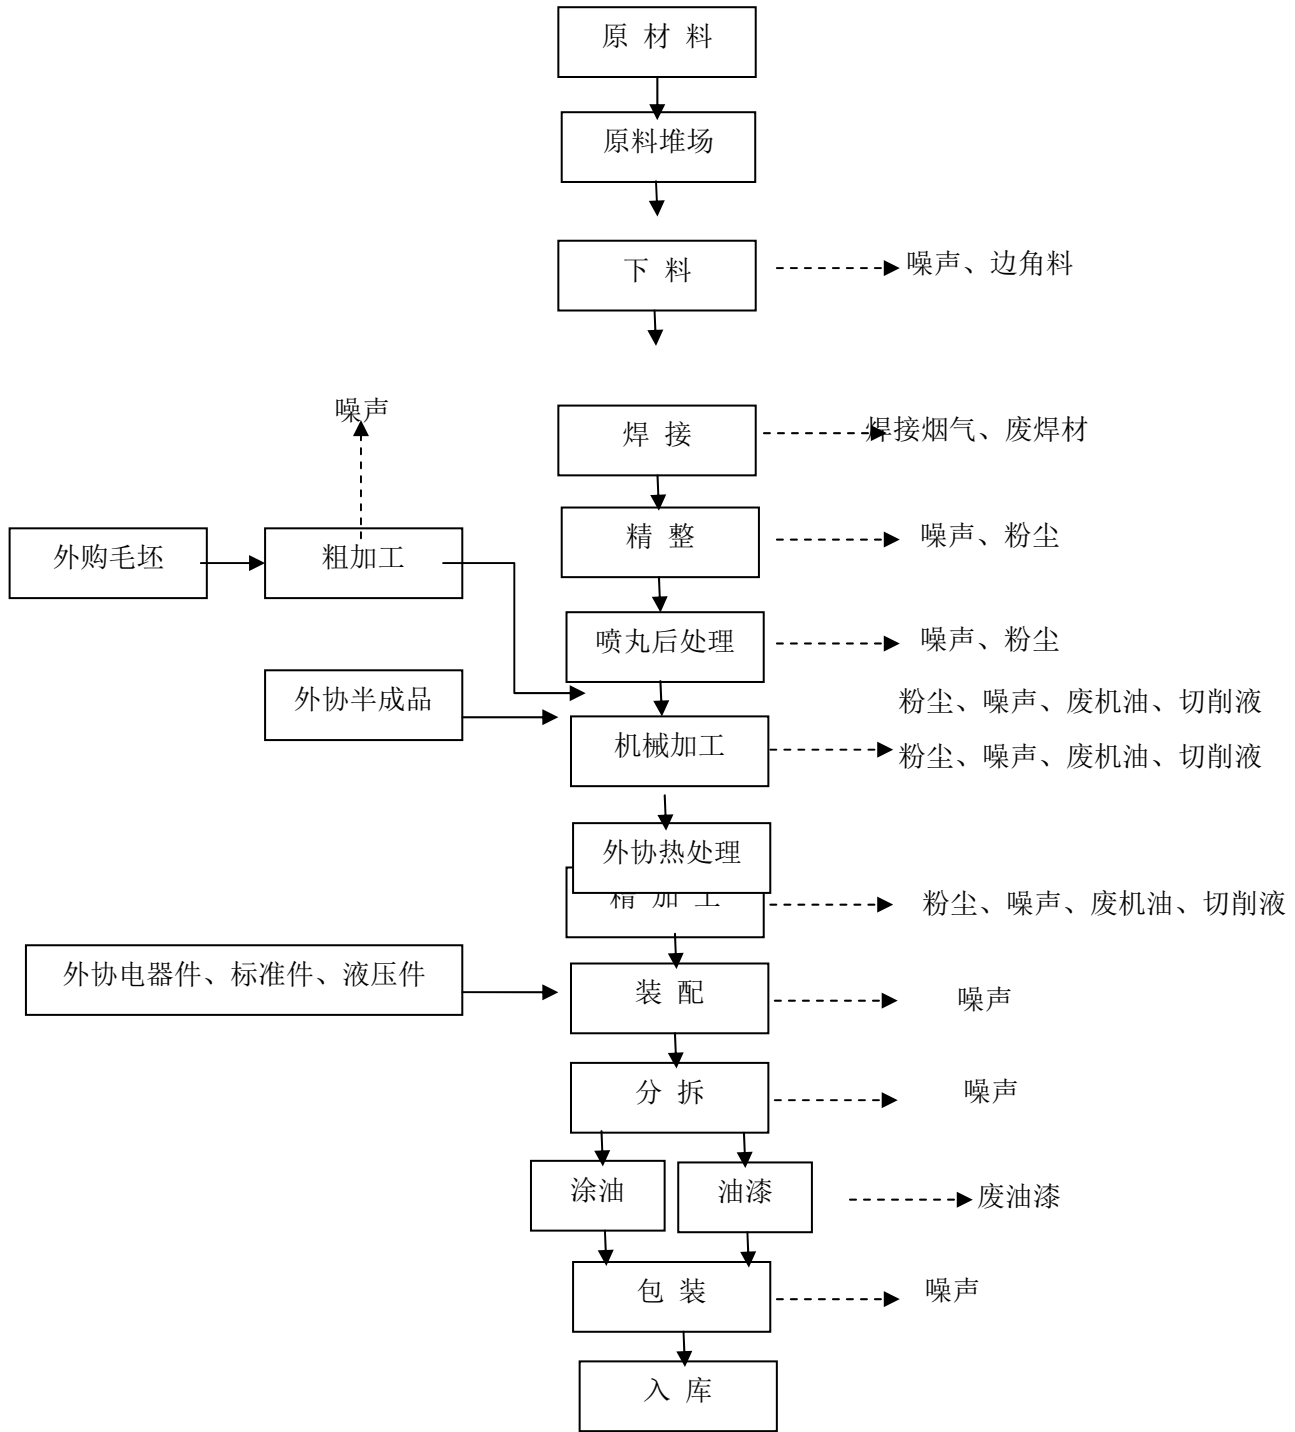 原 材 料
原料堆场
下 料
噪声、边角料
噪声
焊 接
焊接烟气、废焊材
外购毛坯
粗加工
精 整
噪声、粉尘
喷丸后处理
噪声、粉尘
外协半成品
粉尘、噪声、废机油、切削液
机械加工
粉尘、噪声、废机油、切削液
外协热处理
精 加 工
粉尘、噪声、废机油、切削液
外协电器件、标准件、液压件
装 配
噪声
分 拆
噪声
涂油
油漆
废油漆
包 装
噪声
入 库